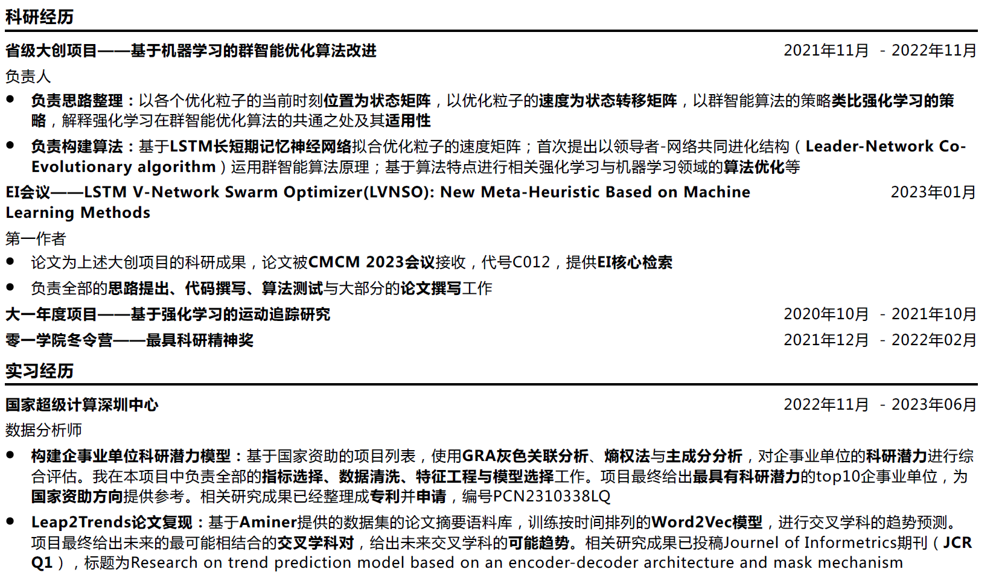 科研经历
省级大创项目——基于机器学习的群智能优化算法改进 2021年11月 - 2022年11月
负责人
● 负责思路整理：以各个优化粒子的当前时刻位置为状态矩阵，以优化粒子的速度为状态转移矩阵，以群智能算法的策略类比强化学习的策
略，解释强化学习在群智能优化算法的共通之处及其适用性
● 负责构建算法：基于LSTM长短期记忆神经网络拟合优化粒子的速度矩阵；首次提出以领导者-网络共同进化结构（Leader-Network Co-
Evolutionary algorithm）运用群智能算法原理；基于算法特点进行相关强化学习与机器学习领域的算法优化等
EI会议——LSTM V-Network Swarm Optimizer(LVNSO): New Meta-Heuristic Based on Machine 2023年01月
Learning Methods
第一作者
● 论文为上述大创项目的科研成果，论文被CMCM 2023会议接收，代号C012，提供EI核心检索
● 负责全部的思路提出、代码撰写、算法测试与大部分的论文撰写工作
大一年度项目——基于强化学习的运动追踪研究 2020年10月 - 2021年10月
零一学院冬令营——最具科研精神奖 2021年12月 - 2022年02月
实习经历
国家超级计算深圳中心 2022年11月 - 2023年06月
数据分析师
● 构建企事业单位科研潜力模型：基于国家资助的项目列表，使用GRA灰色关联分析、熵权法与主成分分析，对企事业单位的科研潜力进行综
合评估。我在本项目中负责全部的指标选择、数据清洗、特征工程与模型选择工作。项目最终给出最具有科研潜力的top10企事业单位，为
国家资助方向提供参考。相关研究成果已经整理成专利并申请，编号PCN2310338LQ
● Leap2Trends论文复现：基于Aminer提供的数据集的论文摘要语料库，训练按时间排列的Word2Vec模型，进行交叉学科的趋势预测。
项目最终给出未来的最可能相结合的交叉学科对，给出未来交叉学科的可能趋势。相关研究成果已投稿Journel of Informetrics期刊（JCR
Q1），标题为Research on trend prediction model based on an encoder-decoder architecture and mask mechanism